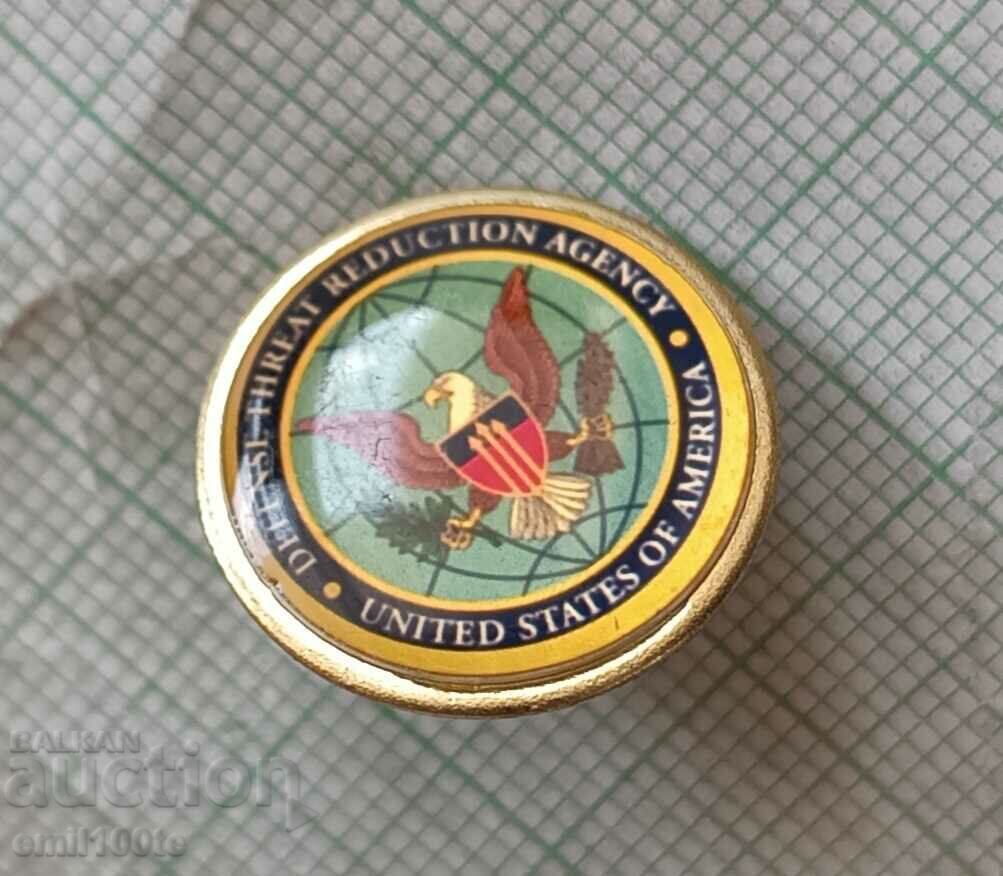 DEFENSE THREAT REDUCTION AGENCY
• UNITED STATES OF AMERICA •
BALKAN
auction
emil100te